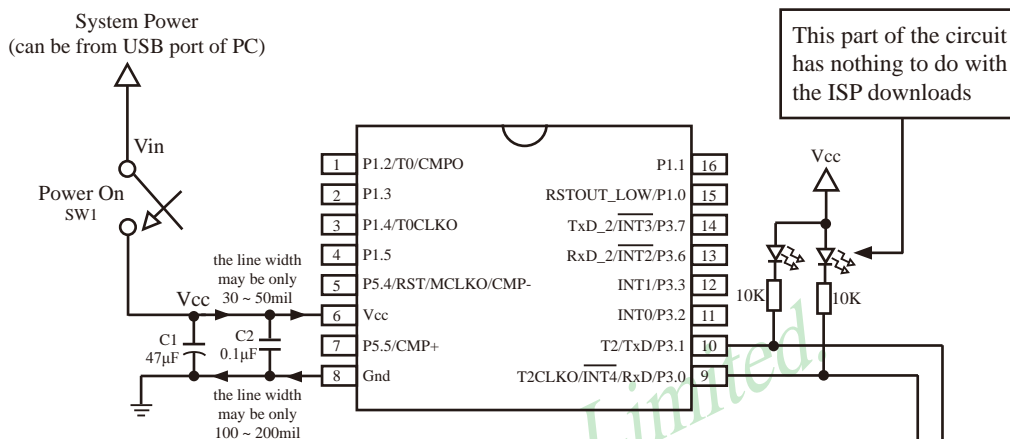 System Power
(can be from USB port of PC)
Vin
Power On
SW1
Vcc
the line width
may be only
30 ~ 50mil
C1
47μF
C2
0.1μF
the line width
may be only
100 ~ 200mil
1 P1.2/T0/CMPO
2 P1.3
3 P1.4/T0CLKO
4 P1.5
5 P5.4/RST/MCLKO/CMP-
6 Vcc
7 P5.5/CMP+
8 Gnd
P1.1 16
RSTOUT_LOW/P1.0 15
TxD_2/INT3/P3.7 14
RxD_2/INT2/P3.6 13
INT1/P3.3 12
INT0/P3.2 11
T2/TxD/P3.1 10
T2CLKO/INT4/RxD/P3.0 9
This part of the circuit
has nothing to do with
the ISP downloads
Vcc
10K
10K
Limited.